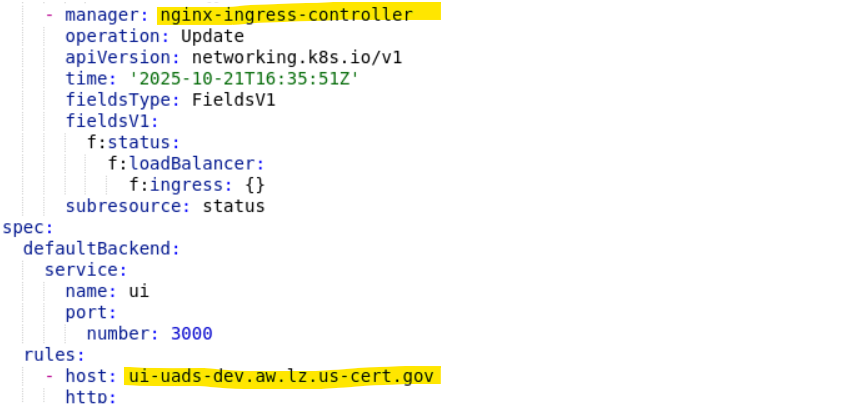 - manager: nginx-ingress-controller
operation: Update
apiVersion: networking.k8s.io/v1
time: '2025-10-21T16:35:51Z'
fieldsType: FieldsV1
fieldsV1:
f:status:
f:loadBalancer:
f:ingress: {}
subresource: status
spec:
defaultBackend:
service:
name: ui
port:
number: 3000
rules:
- host: ui-uads-dev.aw.lz.us-cert.gov
http: